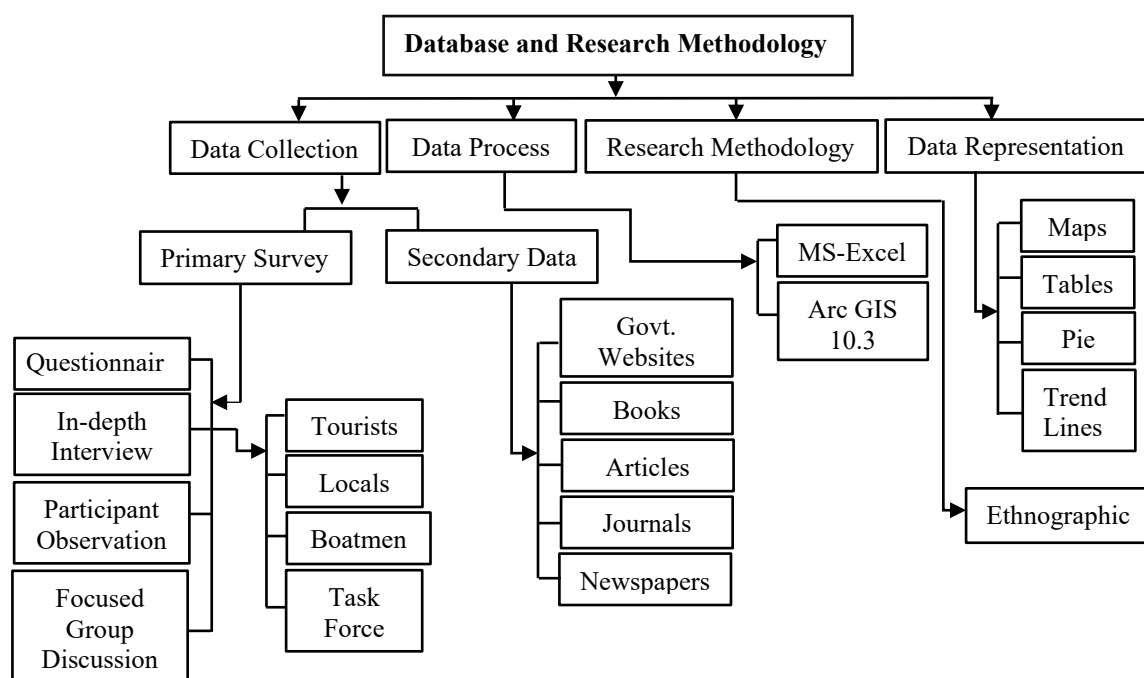 Database and Research Methodology
Data Collection
Data Process
Research Methodology
Data Representation
Primary Survey
Secondary Data
MS-Excel
Arc GIS
10.3
Maps
Tables
Pie
Trend
Lines
Questionnair
In-depth
Interview
Participant
Observation
Focused
Group
Discussion
Tourists
Locals
Boatmen
Task
Force
Govt.
Websites
Books
Articles
Journals
Newspapers
Ethnographic